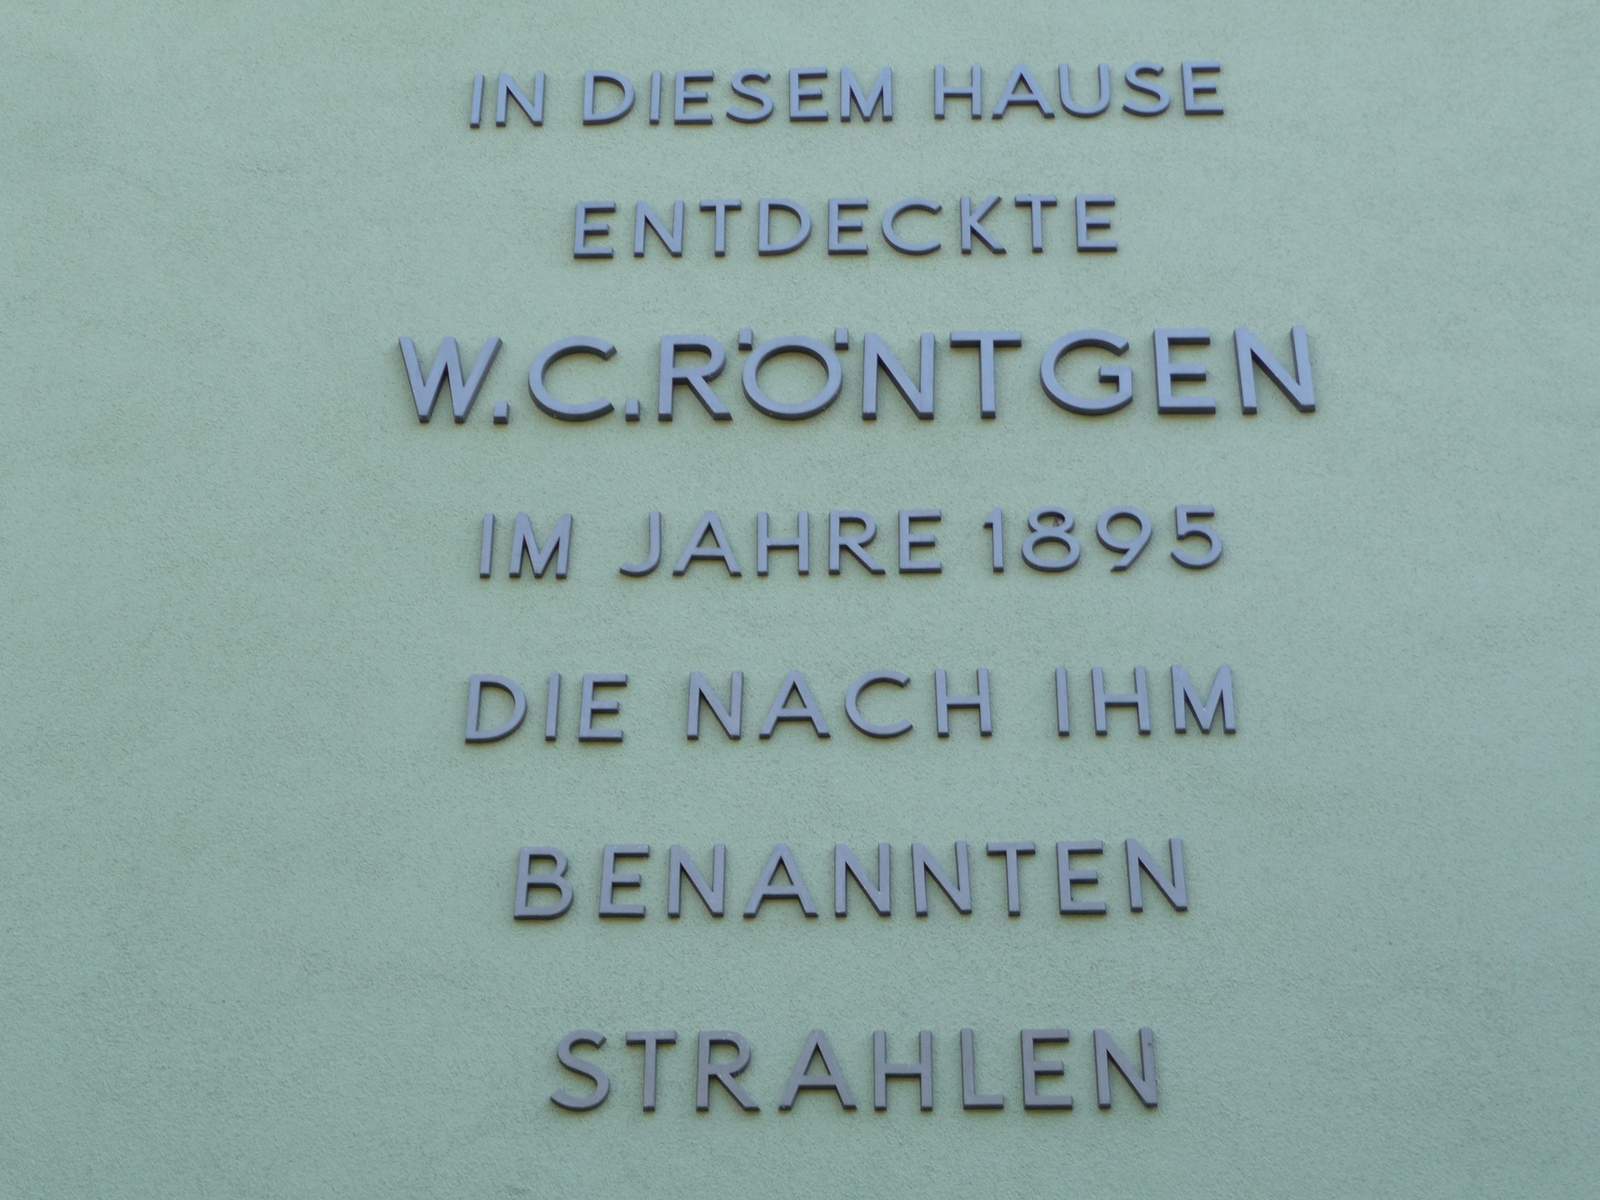 IN DIESEM HAUSE
ENTDECKTE
W.C.RÖNTGEN
IM JAHRE 1895
DIE NACH IHM
BENANNTEN
STRAHLEN